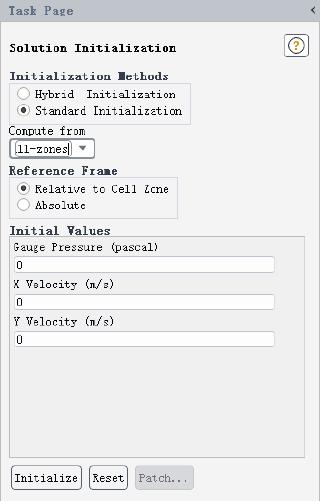 Task Page
Solution Initialization
Initialization Methods
Hybrid Initialization
Standard Initialization
Compute from
ll-zones
Reference Frame
Relative to Cell Zone
Absolute
Initial Values
Gauge Pressure (pascal)
0
X Velocity (m/s)
0
Y Velocity (m/s)
0
Initialize Reset Patch...